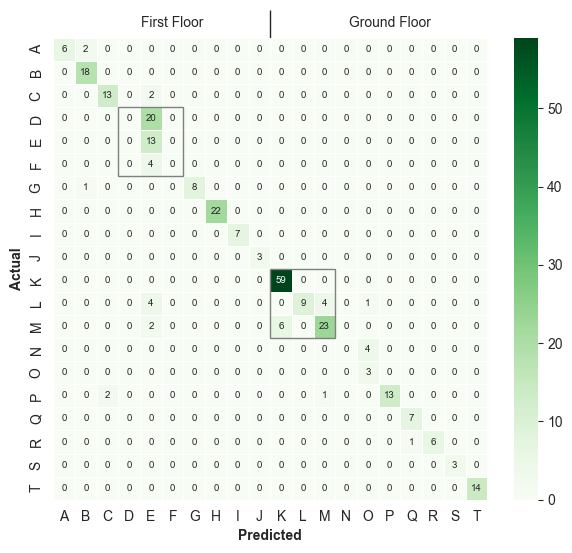 First Floor Ground Floor
A 6 2 0 0 0 0 0 0 0 0 0 0 0 0 0 0 0 0 0 0
B 0 18 0 0 0 0 0 0 0 0 0 0 0 0 0 0 0 0 0 0
C 0 0 13 0 2 0 0 0 0 0 0 0 0 0 0 0 0 0 0 0
D 0 0 0 0 20 0 0 0 0 0 0 0 0 0 0 0 0 0 0 0
E 0 0 0 0 13 0 0 0 0 0 0 0 0 0 0 0 0 0 0 0
F 0 0 0 0 4 0 0 0 0 0 0 0 0 0 0 0 0 0 0 0
G 0 1 0 0 0 0 8 0 0 0 0 0 0 0 0 0 0 0 0 0
H 0 0 0 0 0 0 0 22 0 0 0 0 0 0 0 0 0 0 0 0
I 0 0 0 0 0 0 0 0 7 0 0 0 0 0 0 0 0 0 0 0
J 0 0 0 0 0 0 0 0 0 3 0 0 0 0 0 0 0 0 0 0
K 0 0 0 0 0 0 0 0 0 0 59 0 0 0 0 0 0 0 0 0
L 0 0 0 0 4 0 0 0 0 0 0 9 4 0 1 0 0 0 0 0
M 0 0 0 0 2 0 0 0 0 0 6 0 23 0 0 0 0 0 0 0
N 0 0 0 0 0 0 0 0 0 0 0 0 0 0 4 0 0 0 0 0
O 0 0 0 0 0 0 0 0 0 0 0 0 0 0 3 0 0 0 0 0
P 0 0 2 0 0 0 0 0 0 0 0 0 1 0 0 13 0 0 0 0
Q 0 0 0 0 0 0 0 0 0 0 0 0 0 0 0 0 7 0 0 0
R 0 0 0 0 0 0 0 0 0 0 0 0 0 0 0 0 1 6 0 0
S 0 0 0 0 0 0 0 0 0 0 0 0 0 0 0 0 0 0 3 0
T 0 0 0 0 0 0 0 0 0 0 0 0 0 0 0 0 0 0 0 14
A B C D E F G H I J K L M N O P Q R S T
Predicted
Actual
50
40
30
20
10
0